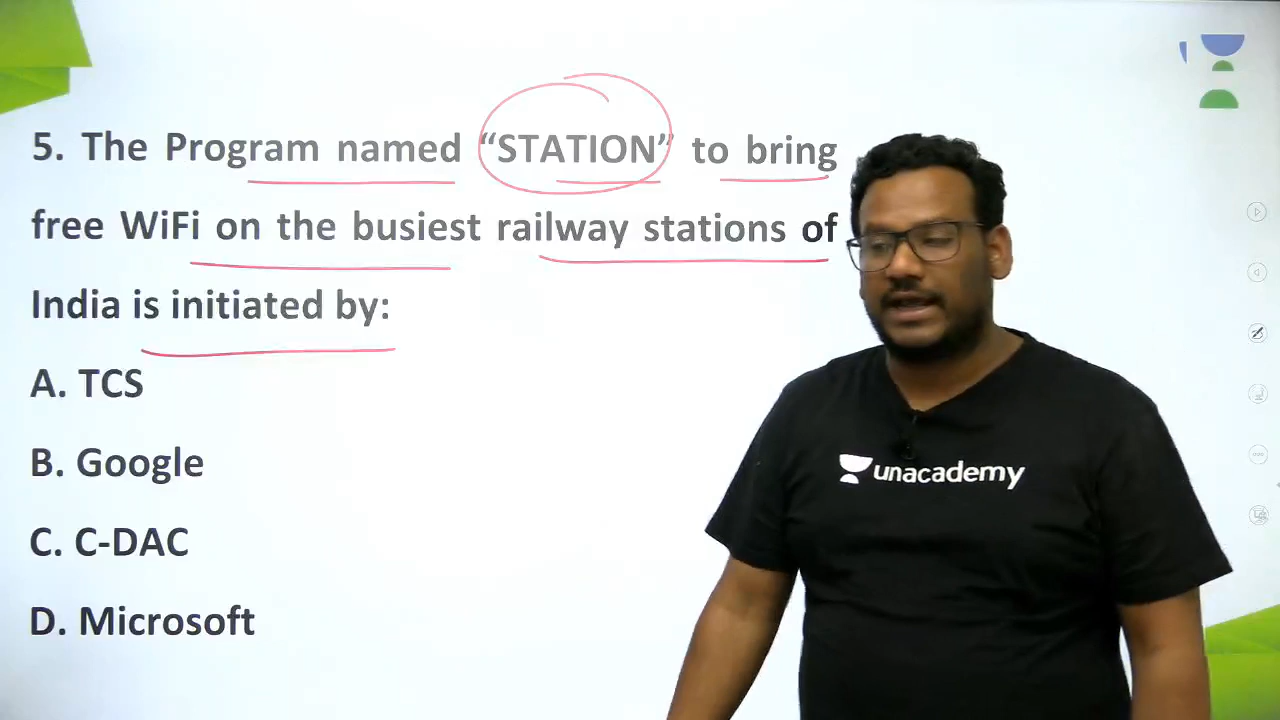 5. The Program named “STATION” to bring
free WiFi on the busiest railway stations of
India is initiated by:
A. TCS
B. Google
C. C-DAC
D. Microsoft
unacademy